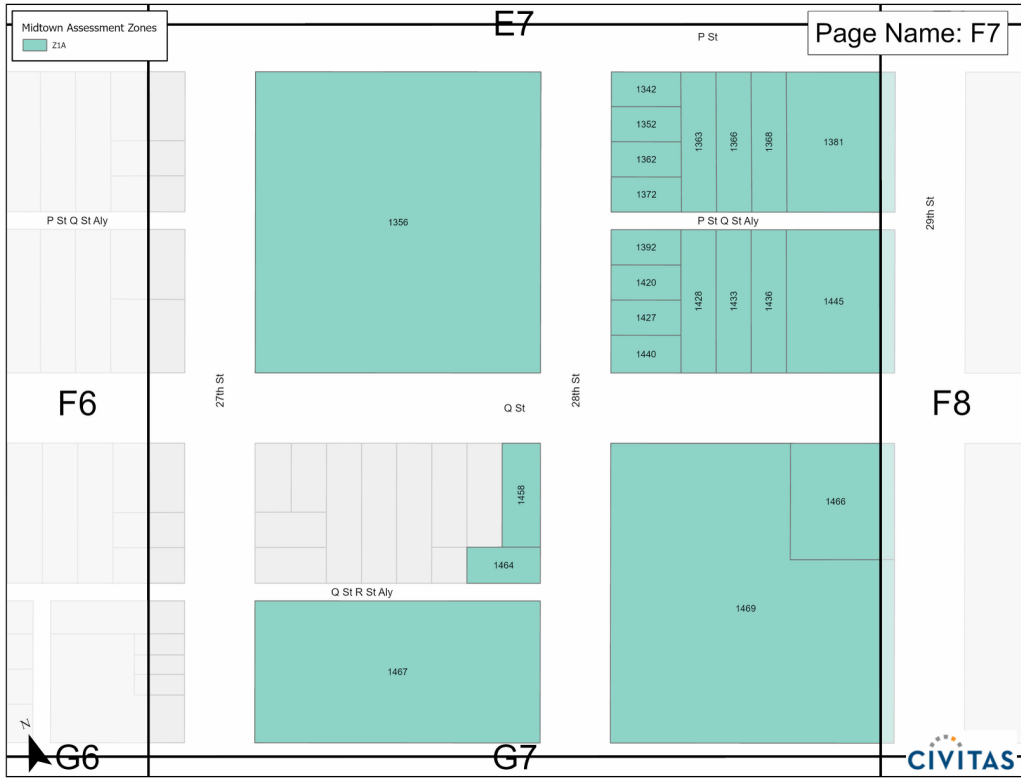 E7
Midtown Assessment Zones
Z1A
P St
Page Name: F7
1342
1352
1362
1372
1363
1366
1368
1381
1356
P St Q St Aly
P St Q St Aly
29th St
1392
1420
1427
1440
1428
1433
1436
1445
27th St
28th St
F6
Q St
F8
1458
1464
1466
Q St R St Aly
1469
1467
N
G6
G7
CIVITAS